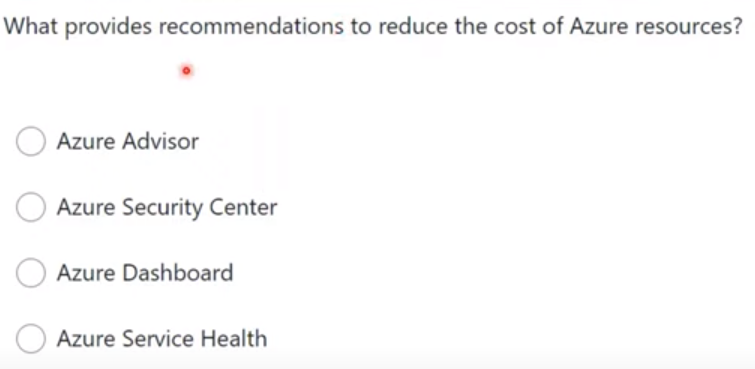 What provides recommendations to reduce the cost of Azure resources?
Azure Advisor
Azure Security Center
Azure Dashboard
Azure Service Health